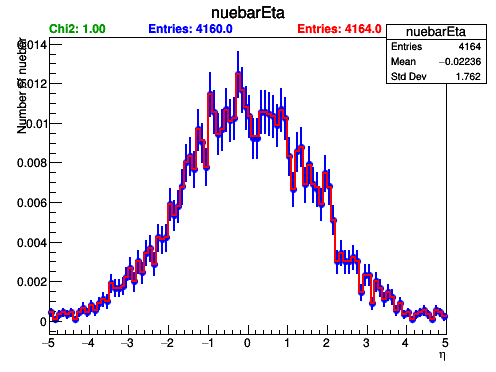 nuebarEta
Chi2: 1.00 Entries: 4160.0 Entries: 4164.0
nuebarEta
Entries 4164
Mean −0.02236
Std Dev 1.762
Number of nuebar
0.014
0.012
0.01
0.008
0.006
0.004
0.002
0
−5 −4 −3 −2 −1 0 1 2 3 4 5
η